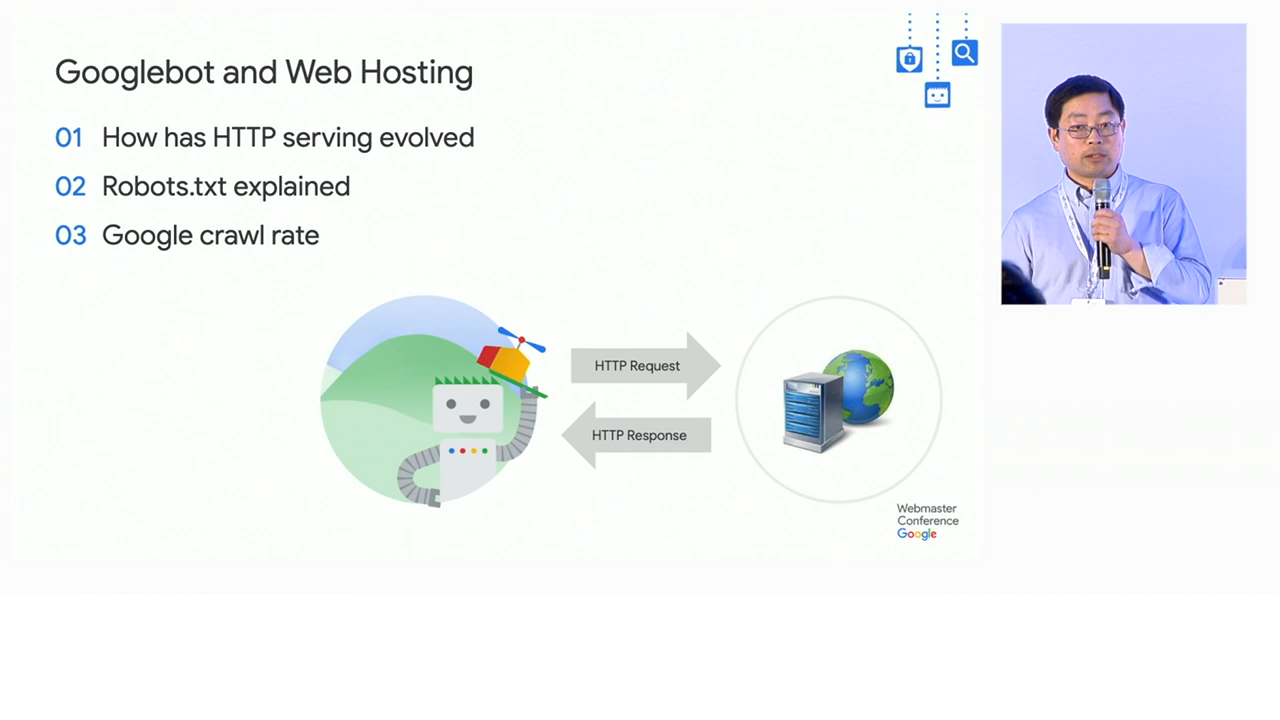 Googlebot and Web Hosting
01 How has HTTP serving evolved
02 Robots.txt explained
03 Google crawl rate
HTTP Request
HTTP Response
Webmaster
Conference
Google